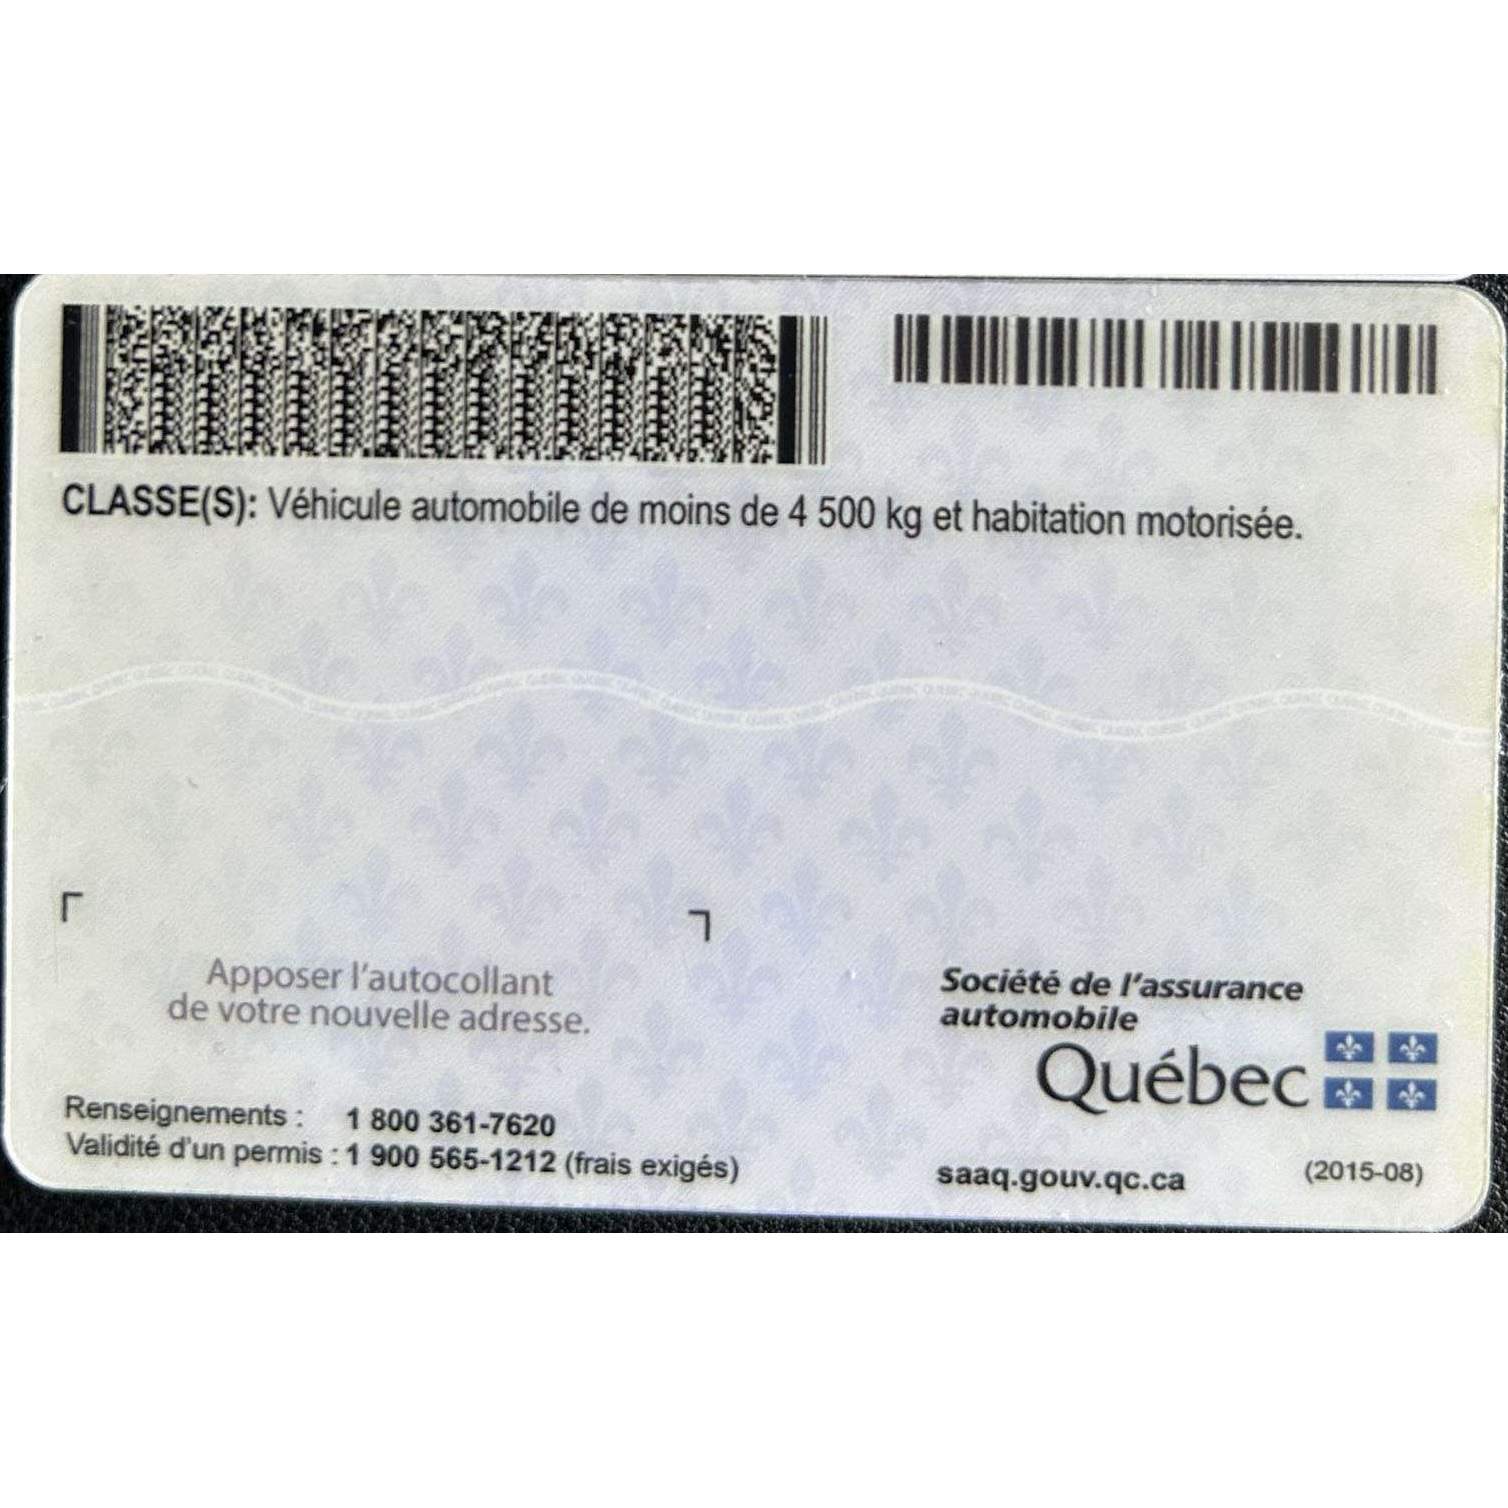 CLASSE(S): Véhicule automobile de moins de 4 500 kg et habitation motorisée.
Apposer l'autocollant
de votre nouvelle adresse.
Société de l'assurance
automobile
Québec
Renseignements : 1 800 361-7620
Validité d'un permis : 1 900 565-1212 (frais exigés)
saaq.gouv.qc.ca (2015-08)